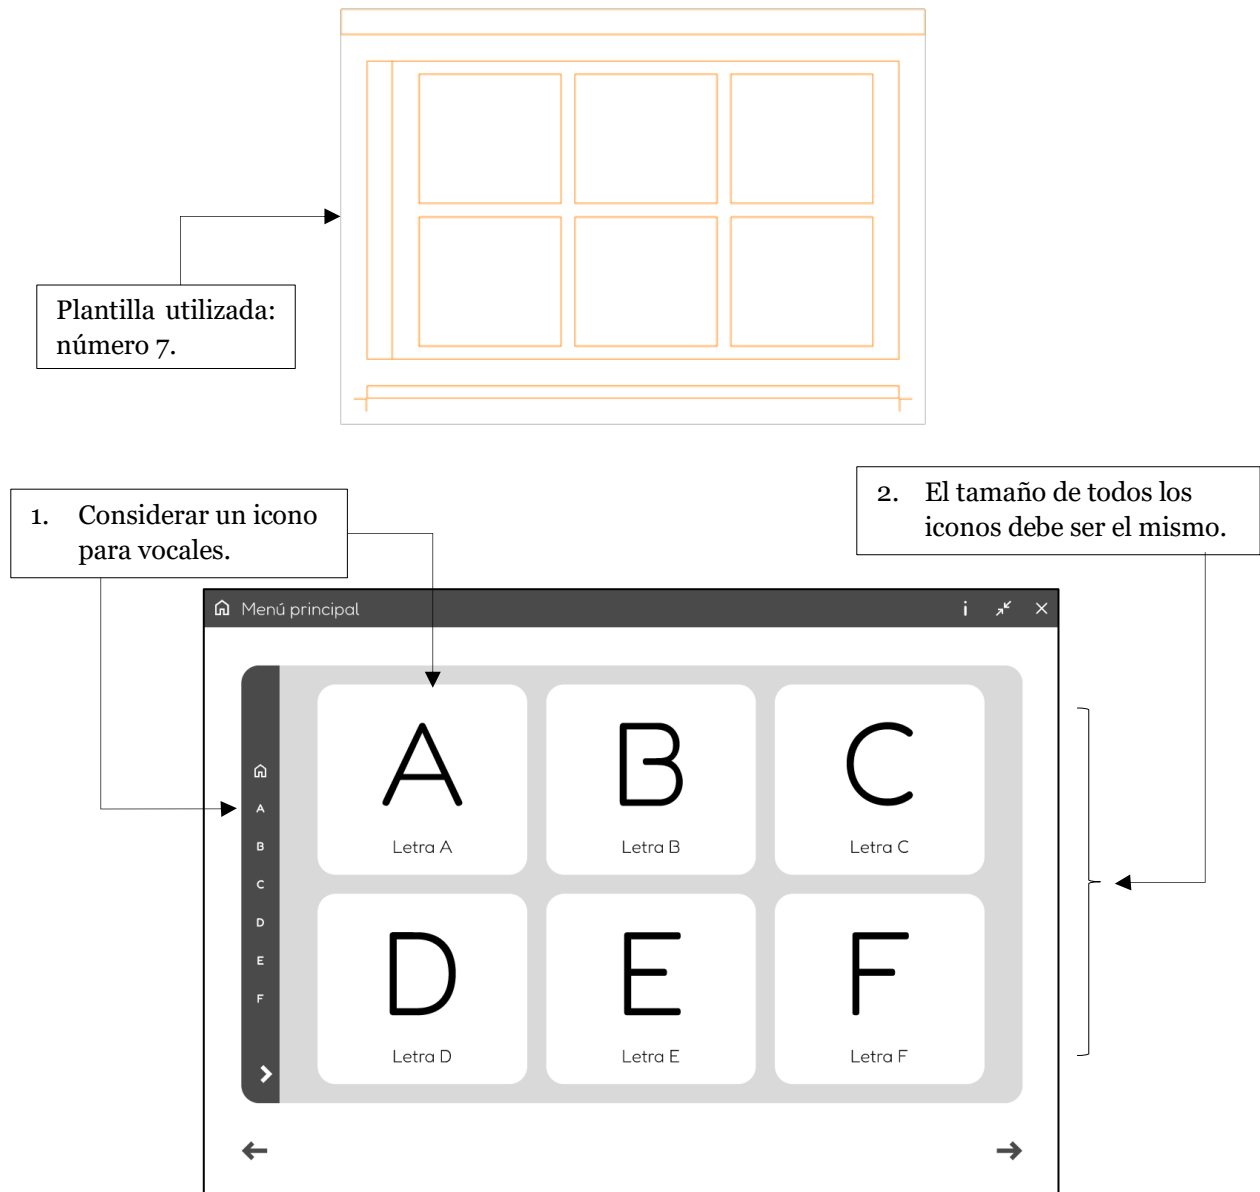 Plantilla utilizada:
número 7.
1. Considerar un icono
para vocales.
2. El tamaño de todos los
iconos debe ser el mismo.
Menú principal
i
A
B
C
D
E
F
A
B
C
Letra A
Letra B
Letra C
D
E
F
Letra D
Letra E
Letra F